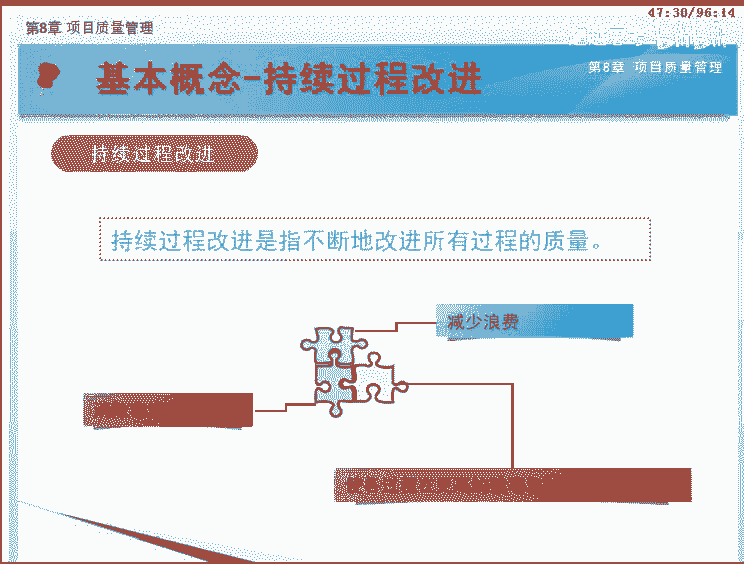 47:30/96:14
第8章 项目质量管理
基本概念-持续过程改进
第8章 项目质量管理
持续过程改进
持续过程改进是指不断地改进所有过程的质量。
减少浪费